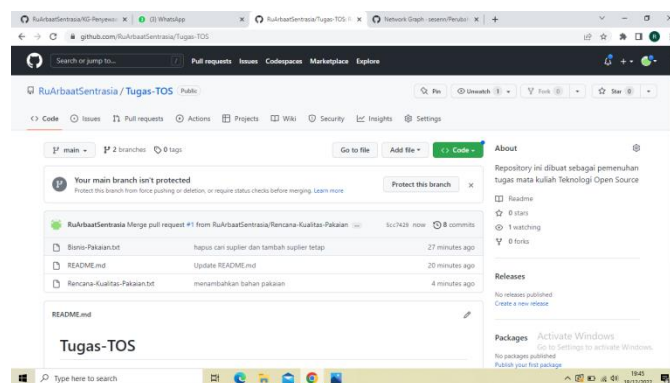 RuArbaatSentrasia/KG-Penyewa
(3) WhatsApp
RuArbaatSentrasia/Tugas-TOS: R
Network Graph · sesenn/Perubal
github.com/RuArbaatSentrasia/Tugas-TOS
Search or jump to...
Pull requests Issues Codespaces Marketplace Explore
RuArbaatSentrasia / Tugas-TOS Public
Pin Unwatch 1 Fork 0 Star 0
Code Issues Pull requests Actions Projects Wiki Security Insights Settings
main 2 branches 0 tags Go to file Add file Code
Your main branch isn't protected
Protect this branch from force pushing or deletion, or require status checks before merging. Learn more
Protect this branch
RuArbaatSentrasia Merge pull request #1 from RuArbaatSentrasia/Rencana-Kualitas-Pakaian ... now 8 commits
Bisnis-Pakaian.txt hapus cari suplier dan tambah suplier tetap 27 minutes ago
README.md Update README.md 20 minutes ago
Rencana-Kualitas-Pakaian.txt menambahkan bahan pakaian 4 minutes ago
README.md
Tugas-TOS
About
Repository ini dibuat sebagai pemenuhan
tugas mata kuliah Teknologi Open Source
Readme
0 stars
1 watching
0 forks
Releases
No releases published
Create a new release
Packages
No packages published
Publish your first package
Activate Windows
Go to Settings to activate Windows.
Type here to search
19:45